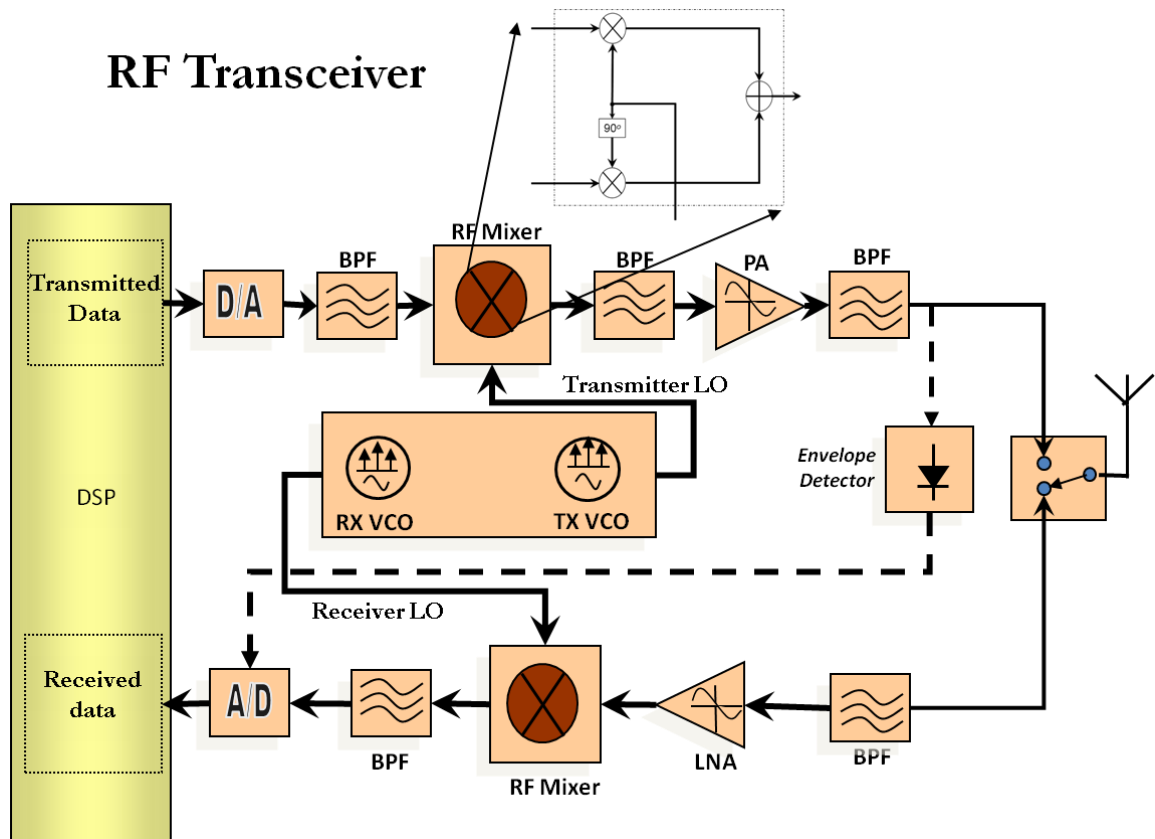 RF Transceiver
90º
RF Mixer
BPF
BPF
PA
BPF
Transmitted
Data
D/A
Transmitter LO
Envelope
Detector
DSP
RX VCO
TX VCO
Receiver LO
Received
data
A/D
BPF
RF Mixer
LNA
BPF